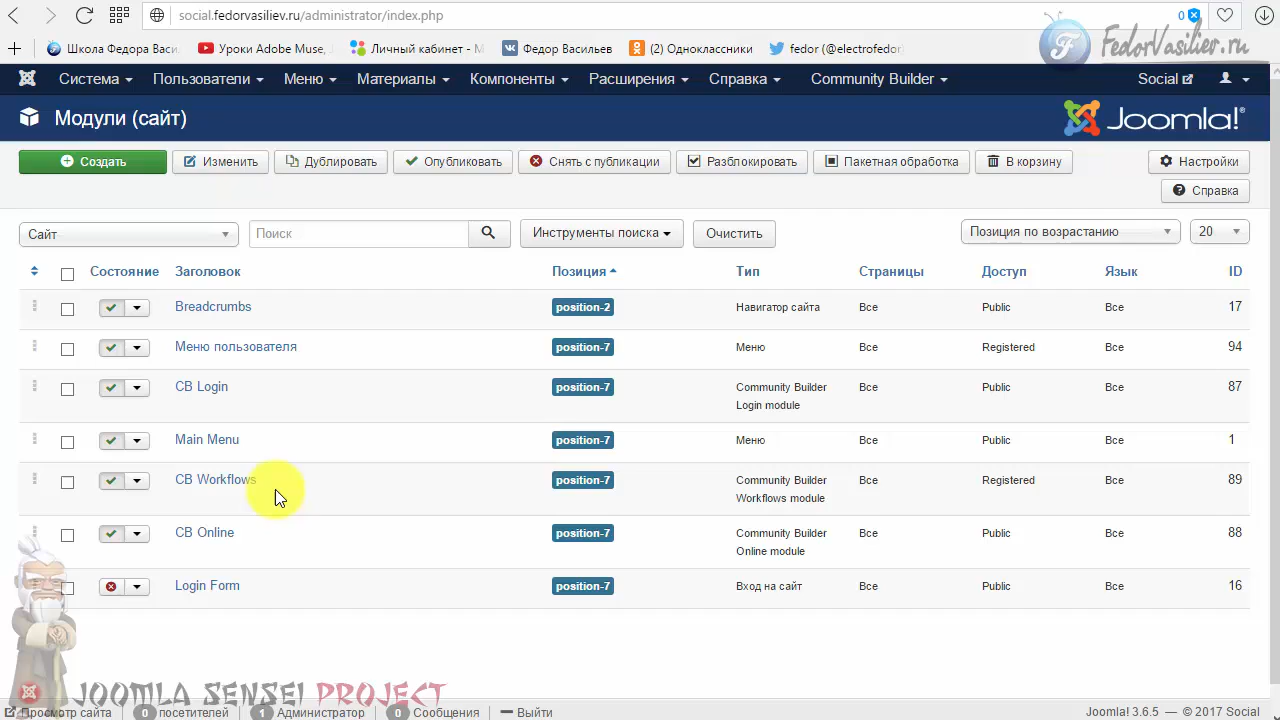 social.fedorvasiliev.ru/administrator/index.php
0
Школа Федора Васи.
Уроки Adobe Muse,
Личный кабинет - М
Федор Васильев
(2) Одноклассники
fedor (@electrofedor
FedorVasiliev.ru
Система
Пользователи
Меню
Материалы
Компоненты
Расширения
Справка
Community Builder
Social
Модули (сайт)
Joomla!®
Создать
Изменить
Дублировать
Опубликовать
Снять с публикации
Разблокировать
Пакетная обработка
В корзину
Настройки
Справка
Сайт
Поиск
Инструменты поиска
Очистить
Позиция по возрастанию
20
Состояние Заголовок Позиция Тип Страницы Доступ Язык ID
Breadcrumbs position-2 Навигатор сайта Все Public Все 17
Меню пользователя position-7 Меню Все Registered Все 94
CB Login position-7 Community Builder Все Public Все 87
Login module
Main Menu position-7 Меню Все Public Все 1
CB Workflows position-7 Community Builder Все Registered Все 89
Workflows module
CB Online position-7 Community Builder Все Public Все 88
Online module
Login Form position-7 Вход на сайт Все Public Все 16
JOOMLA SENSEI PROJECT
Просмотр сайта 0 посетителей 1 Администратор 0 Сообщения Выйти
Joomla! 3.6.5 — © 2017 Social